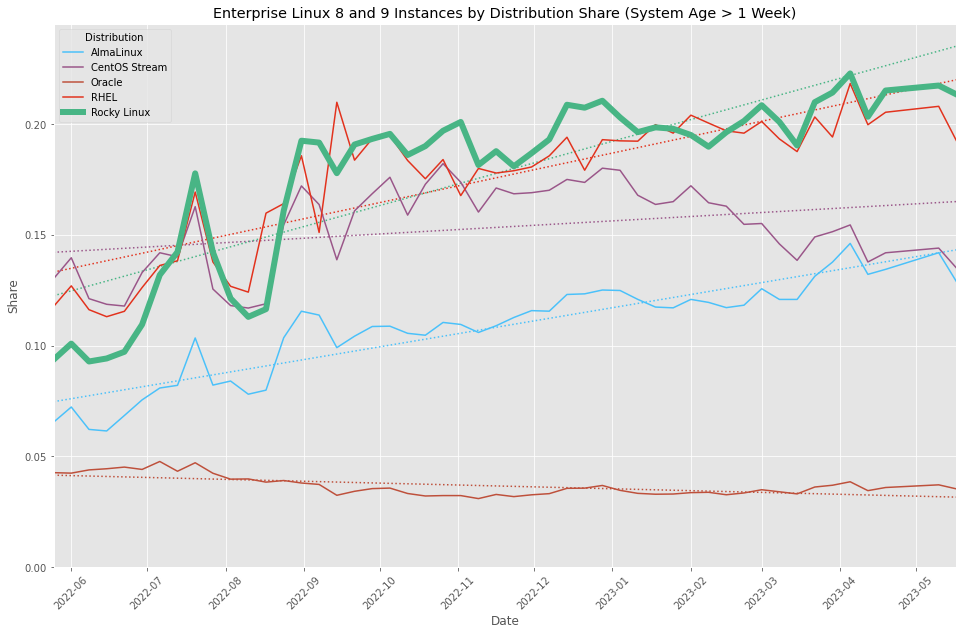 Enterprise Linux 8 and 9 Instances by Distribution Share (System Age > 1 Week)
Distribution
AlmaLinux
CentOS Stream
Oracle
RHEL
Rocky Linux
Share
0.20
0.15
0.10
0.05
0.00
2022-06
2022-07
2022-08
2022-09
2022-10
2022-11
2022-12
2023-01
2023-02
2023-03
2023-04
2023-05
Date